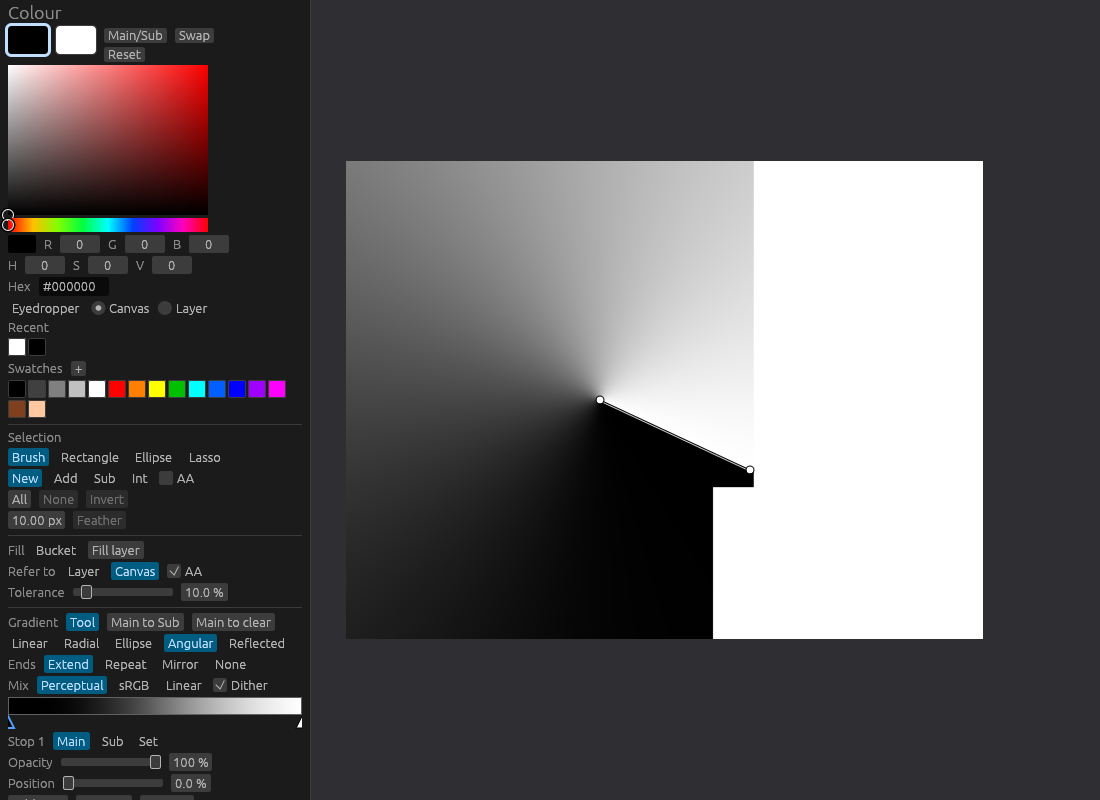 Colour
Main/Sub Swap
Reset
R 0 G 0 B 0
H 0 S 0 V 0
Hex #000000
Eyedropper Canvas Layer
Recent
Swatches +
Selection
Brush Rectangle Ellipse Lasso
New Add Sub Int AA
All None Invert
10.00 px Feather
Fill Bucket Fill layer
Refer to Layer Canvas AA
Tolerance 10.0 %
Gradient Tool Main to Sub Main to clear
Linear Radial Ellipse Angular Reflected
Ends Extend Repeat Mirror None
Mix Perceptual sRGB Linear Dither
Stop 1 Main Sub Set
Opacity 100 %
Position 0.0 %